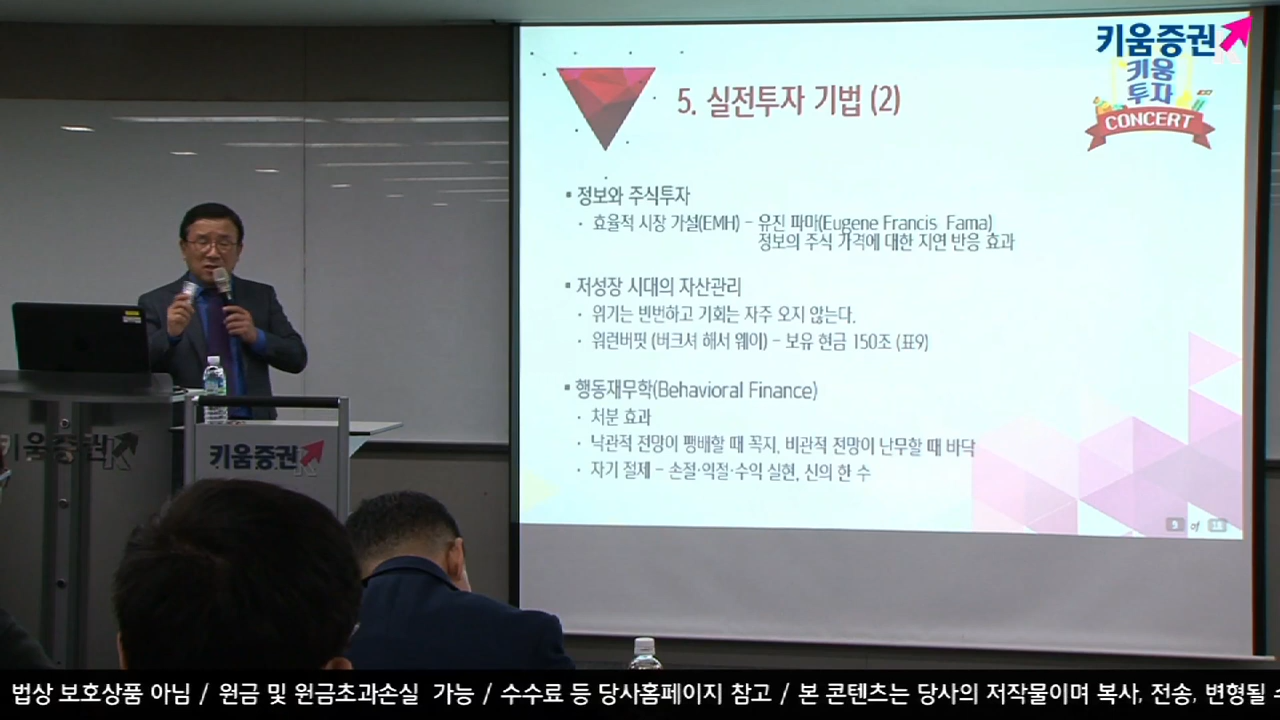 키움증권
키움
투자
CONCERT
5. 실전투자 기법 (2)
▪ 정보와 주식투자
· 효율적 시장 가설(EMH) – 유진 파마(Eugene Francis Fama)
정보의 주식 가격에 대한 지연 반응 효과
▪ 저성장 시대의 자산관리
· 위기는 빈번하고 기회는 자주 오지 않는다.
· 워런버핏 (버크셔 해서 웨이) – 보유 현금 150조 (표9)
▪ 행동재무학(Behavioral Finance)
· 처분 효과
· 낙관적 전망이 팽배할 때 꼭지, 비관적 전망이 난무할 때 바닥
· 자기 절제 – 손절·익절·수익 실현, 신의 한 수
9 of
키움증권
키움증권
법상 보호상품 아님 / 원금 및 원금초과손실 가능 / 수수료 등 당사홈페이지 참고 / 본 콘텐츠는 당사의 저작물이며 복사, 전송, 변형될